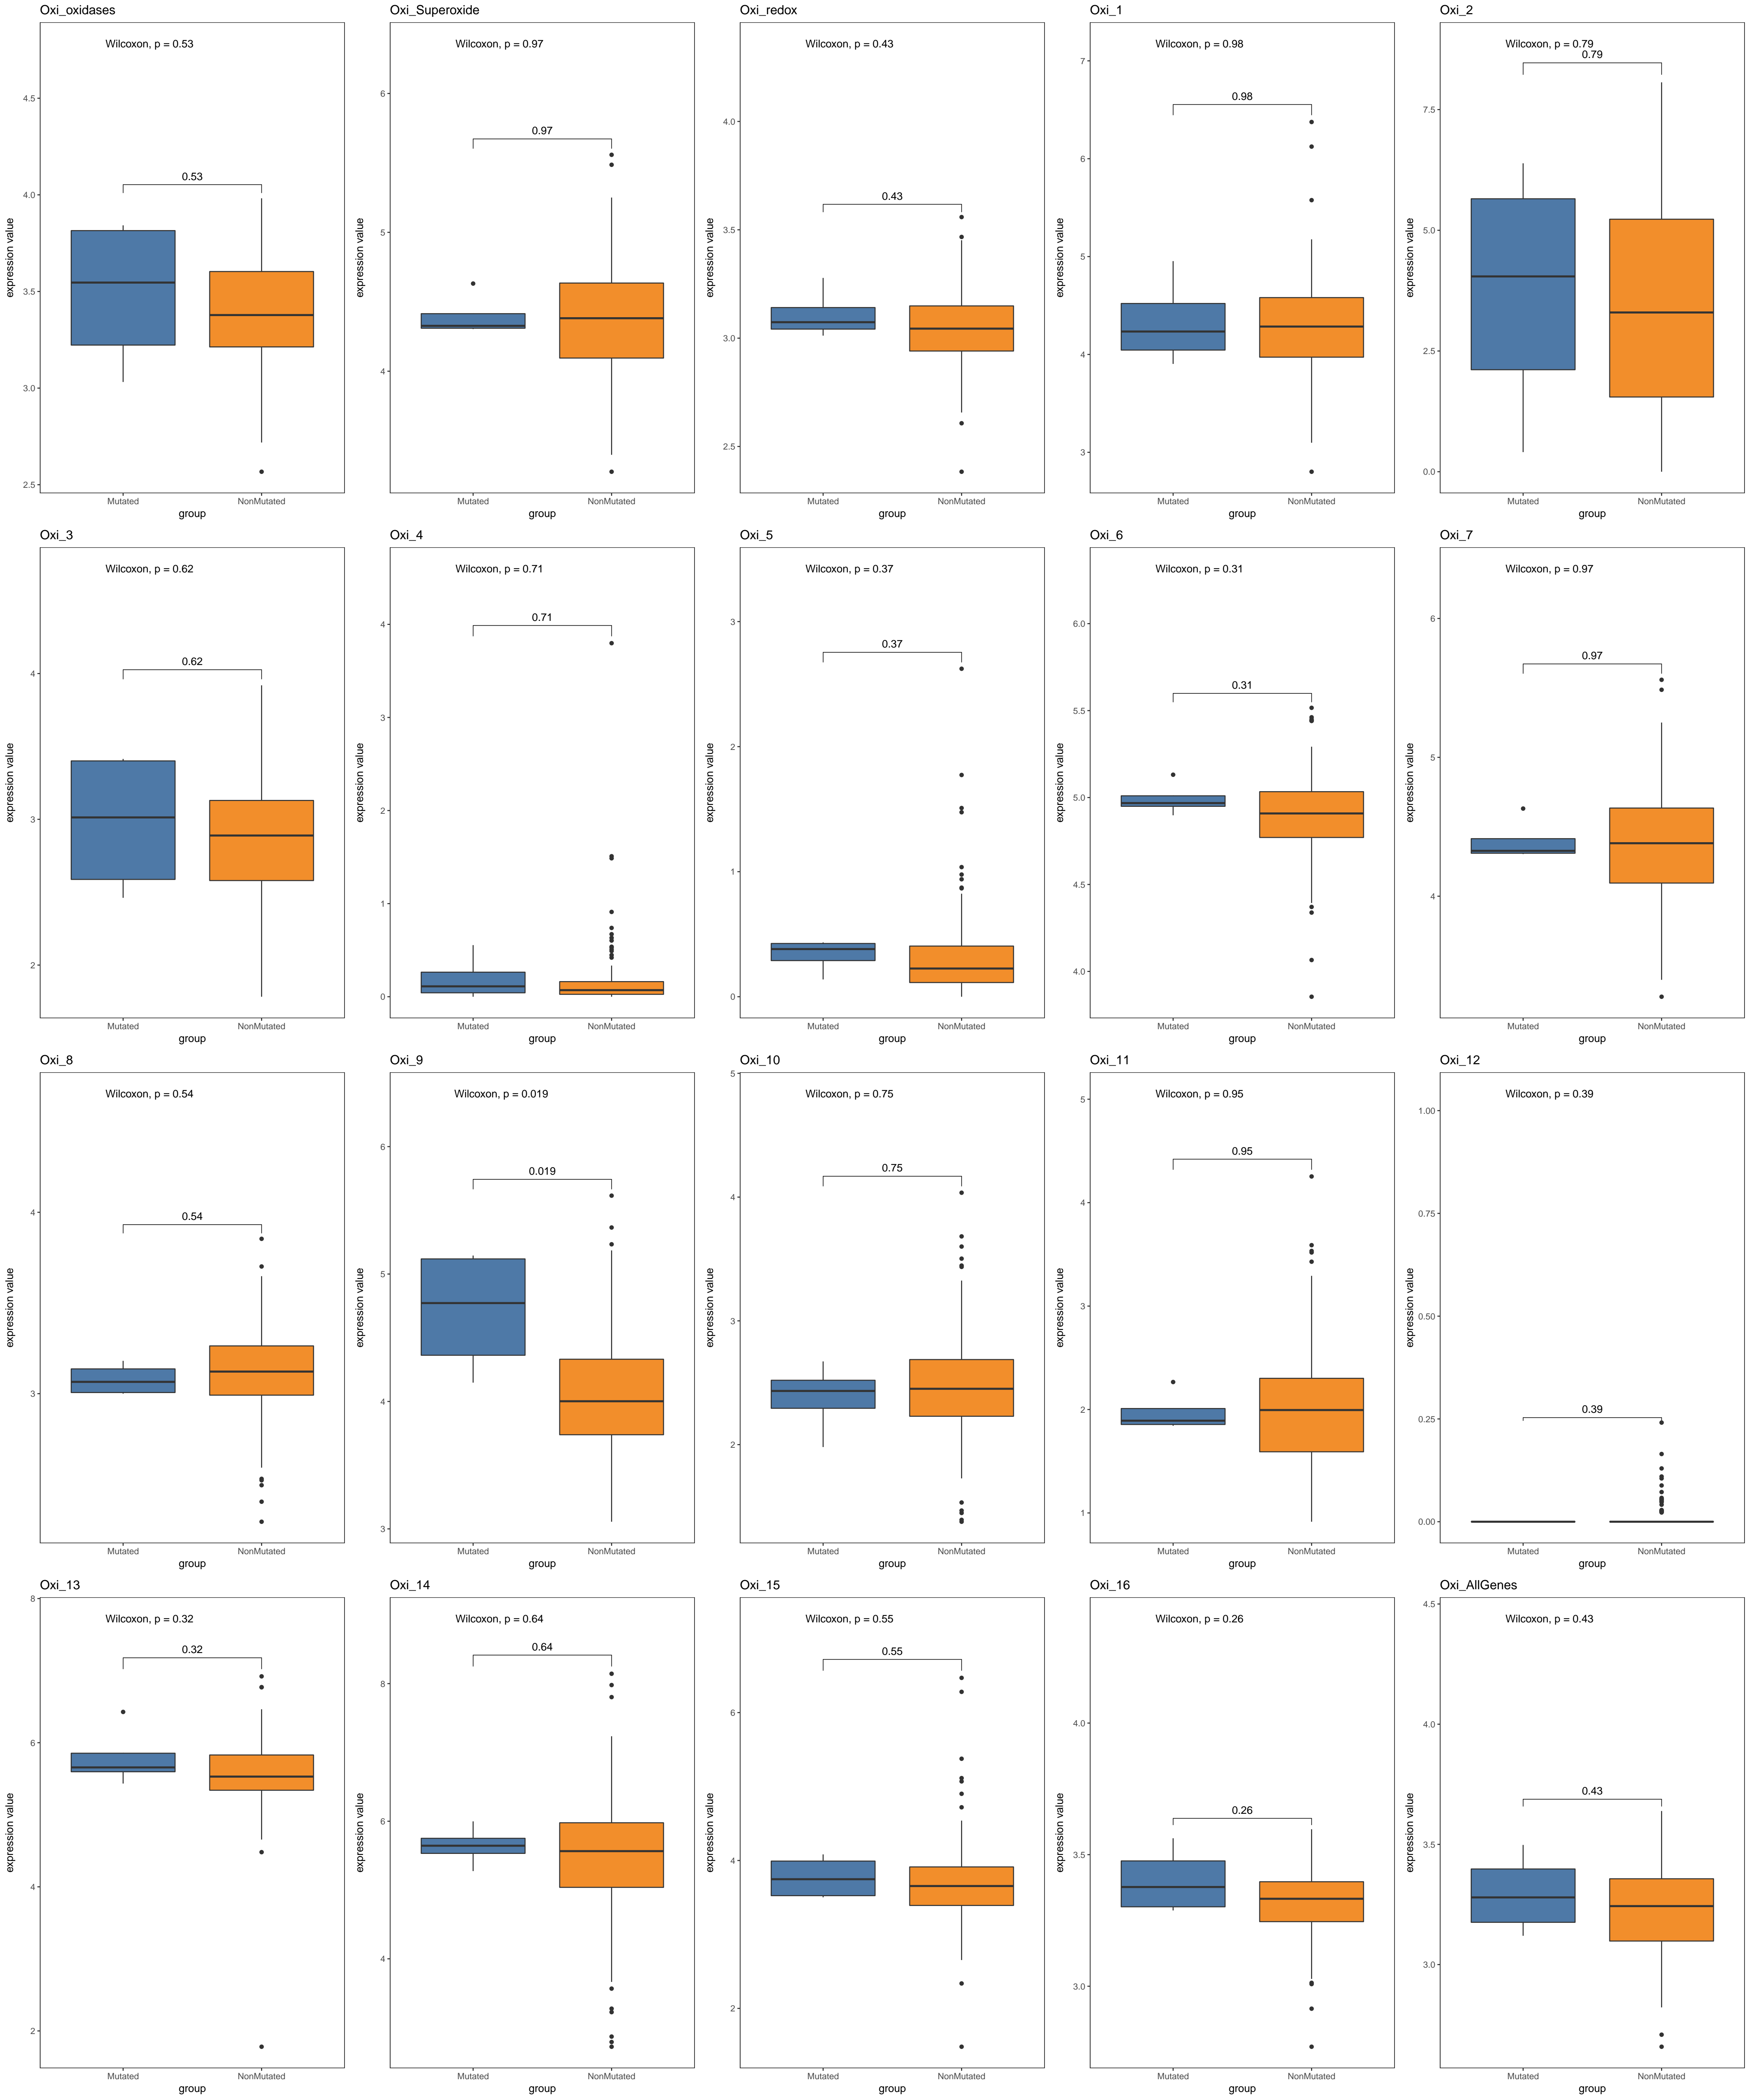 Oxi_oxidases
Wilcoxon, p = 0.53
0.53
4.5
4.0
3.5
3.0
2.5
expression value
Mutated
NonMutated
group
Oxi_Superoxide
Wilcoxon, p = 0.97
0.97
6
5
4
expression value
Mutated
NonMutated
group
Oxi_redox
Wilcoxon, p = 0.43
0.43
4.0
3.5
3.0
2.5
expression value
Mutated
NonMutated
group
Oxi_1
Wilcoxon, p = 0.98
0.98
7
6
5
4
3
expression value
Mutated
NonMutated
group
Oxi_2
Wilcoxon, p = 0.79
0.79
7.5
5.0
2.5
0.0
expression value
Mutated
NonMutated
group
Oxi_3
Wilcoxon, p = 0.62
0.62
4
3
2
expression value
Mutated
NonMutated
group
Oxi_4
Wilcoxon, p = 0.71
0.71
4
3
2
1
0
expression value
Mutated
NonMutated
group
Oxi_5
Wilcoxon, p = 0.37
0.37
3
2
1
0
expression value
Mutated
NonMutated
group
Oxi_6
Wilcoxon, p = 0.31
0.31
6.0
5.5
5.0
4.5
4.0
expression value
Mutated
NonMutated
group
Oxi_7
Wilcoxon, p = 0.97
0.97
6
5
4
expression value
Mutated
NonMutated
group
Oxi_8
Wilcoxon, p = 0.54
0.54
4
3
expression value
Mutated
NonMutated
group
Oxi_9
Wilcoxon, p = 0.019
0.019
6
5
4
3
expression value
Mutated
NonMutated
group
Oxi_10
Wilcoxon, p = 0.75
0.75
5
4
3
2
expression value
Mutated
NonMutated
group
Oxi_11
Wilcoxon, p = 0.95
0.95
5
4
3
2
1
expression value
Mutated
NonMutated
group
Oxi_12
Wilcoxon, p = 0.39
0.39
1.00
0.75
0.50
0.25
0.00
expression value
Mutated
NonMutated
group
Oxi_13
Wilcoxon, p = 0.32
0.32
8
6
4
2
expression value
Mutated
NonMutated
group
Oxi_14
Wilcoxon, p = 0.64
0.64
8
6
4
expression value
Mutated
NonMutated
group
Oxi_15
Wilcoxon, p = 0.55
0.55
6
4
2
expression value
Mutated
NonMutated
group
Oxi_16
Wilcoxon, p = 0.26
0.26
4.0
3.5
3.0
expression value
Mutated
NonMutated
group
Oxi_AllGenes
Wilcoxon, p = 0.43
0.43
4.5
4.0
3.5
3.0
expression value
Mutated
NonMutated
group